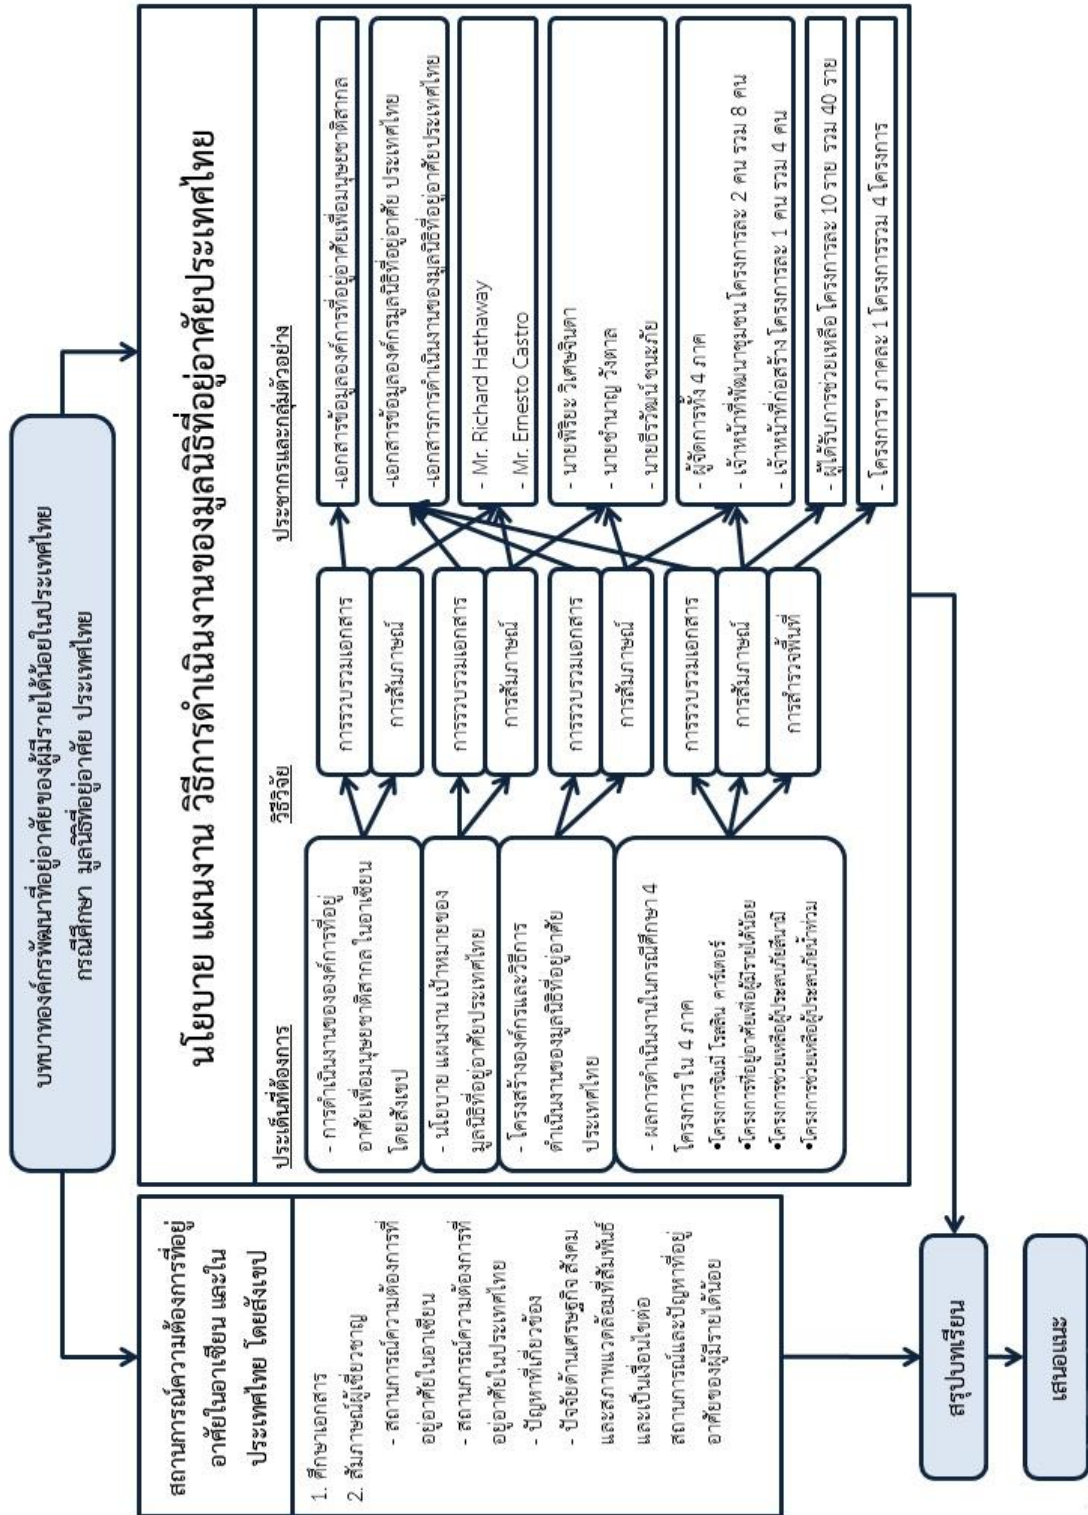 บทบาทองค์กรพัฒนาที่อยู่อาศัยของผู้มีรายได้น้อยในประเทศไทย
กรณีศึกษา มูลนิธิที่อยู่อาศัย ประเทศไทย
สถานการณ์ความต้องการที่อยู่
อาศัยในอาเซียน และใน
ประเทศไทย โดยสังเขป
1. ศึกษาเอกสาร
2. สัมภาษณ์ผู้เชี่ยวชาญ
- สถานการณ์ความต้องการที่
อยู่อาศัยในอาเซียน
- สถานการณ์ความต้องการที่
อยู่อาศัยในประเทศไทย
- ปัญหาที่เกี่ยวข้อง
- ปัจจัยด้านเศรษฐกิจ สังคม
และสภาพแวดล้อมที่สัมพันธ์
และเป็นเงื่อนไขต่อ
สถานการณ์และปัญหาที่อยู่
อาศัยของผู้มีรายได้น้อย
นโยบาย แผนงาน วิธีการดำเนินงานของมูลนิธิที่อยู่อาศัยประเทศไทย
ประเด็นที่ต้องการ
- การดำเนินงานขององค์การที่อยู่
อาศัยเพื่อมนุษยชาติสากล ในอาเซียน
โดยสังเขป
- นโยบาย แผนงาน เป้าหมายของ
มูลนิธิที่อยู่อาศัยประเทศไทย
- โครงสร้างองค์กรและวิธีการ
ดำเนินงานของมูลนิธิที่อยู่อาศัย
ประเทศไทย
- ผลการดำเนินงานในกรณีศึกษา 4
โครงการ ใน 4 ภาค
•โครงการจิมมี่ โรสลิน คาร์เตอร์
•โครงการที่อยู่อาศัยเพื่อผู้มีรายได้น้อย
•โครงการช่วยเหลือผู้ประสบภัยสึนามิ
•โครงการช่วยเหลือผู้ประสบภัยน้ำท่วม
วิธีวิจัย
การรวบรวมเอกสาร
การสัมภาษณ์
การรวบรวมเอกสาร
การสัมภาษณ์
การรวบรวมเอกสาร
การสัมภาษณ์
การรวบรวมเอกสาร
การสัมภาษณ์
การสำรวจพื้นที่
ประชากรและกลุ่มตัวอย่าง
-เอกสารข้อมูลองค์การที่อยู่อาศัยเพื่อมนุษยชาติสากล
-เอกสารข้อมูลองค์กรมูลนิธิที่อยู่อาศัย ประเทศไทย
-เอกสารการดำเนินงานของมูลนิธิที่อยู่อาศัยประเทศไทย
- Mr. Richard Hathaway
- Mr. Ernesto Castro
- นายพิริยะ วิเศษจินดา
- นายชำนาญ วังตาล
- นายธีรวัฒน์ ชนะภัย
- ผู้จัดการทั้ง 4 ภาค
- เจ้าหน้าที่พัฒนาชุมชนโครงการละ 2 คน รวม 8 คน
- เจ้าหน้าที่ก่อสร้าง โครงการละ 1 คน รวม 4 คน
- ผู้ได้รับการช่วยเหลือ โครงการละ 10 ราย รวม 40 ราย
- โครงการฯ ภาคละ 1 โครงการรวม 4 โครงการ
สรุปบทเรียน
เสนอแนะ